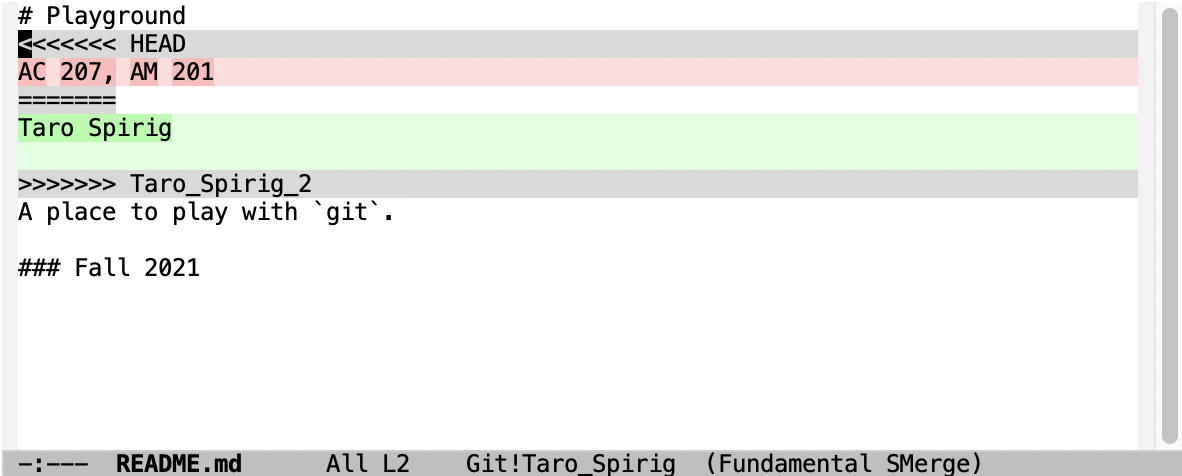 # Playground
<<<<<<< HEAD
AC 207, AM 201
=======
Taro Spirig
>>>>>>> Taro_Spirig_2
A place to play with `git`.
### Fall 2021
-:--- README.md All L2 Git!Taro_Spirig (Fundamental SMerge)